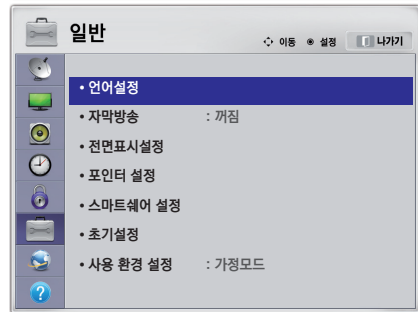 일반
이동 설정 나가기
• 언어설정
• 자막방송 : 꺼짐
• 전면표시설정
• 포인터 설정
• 스마트쉐어 설정
• 초기설정
• 사용 환경 설정 : 가정모드
?